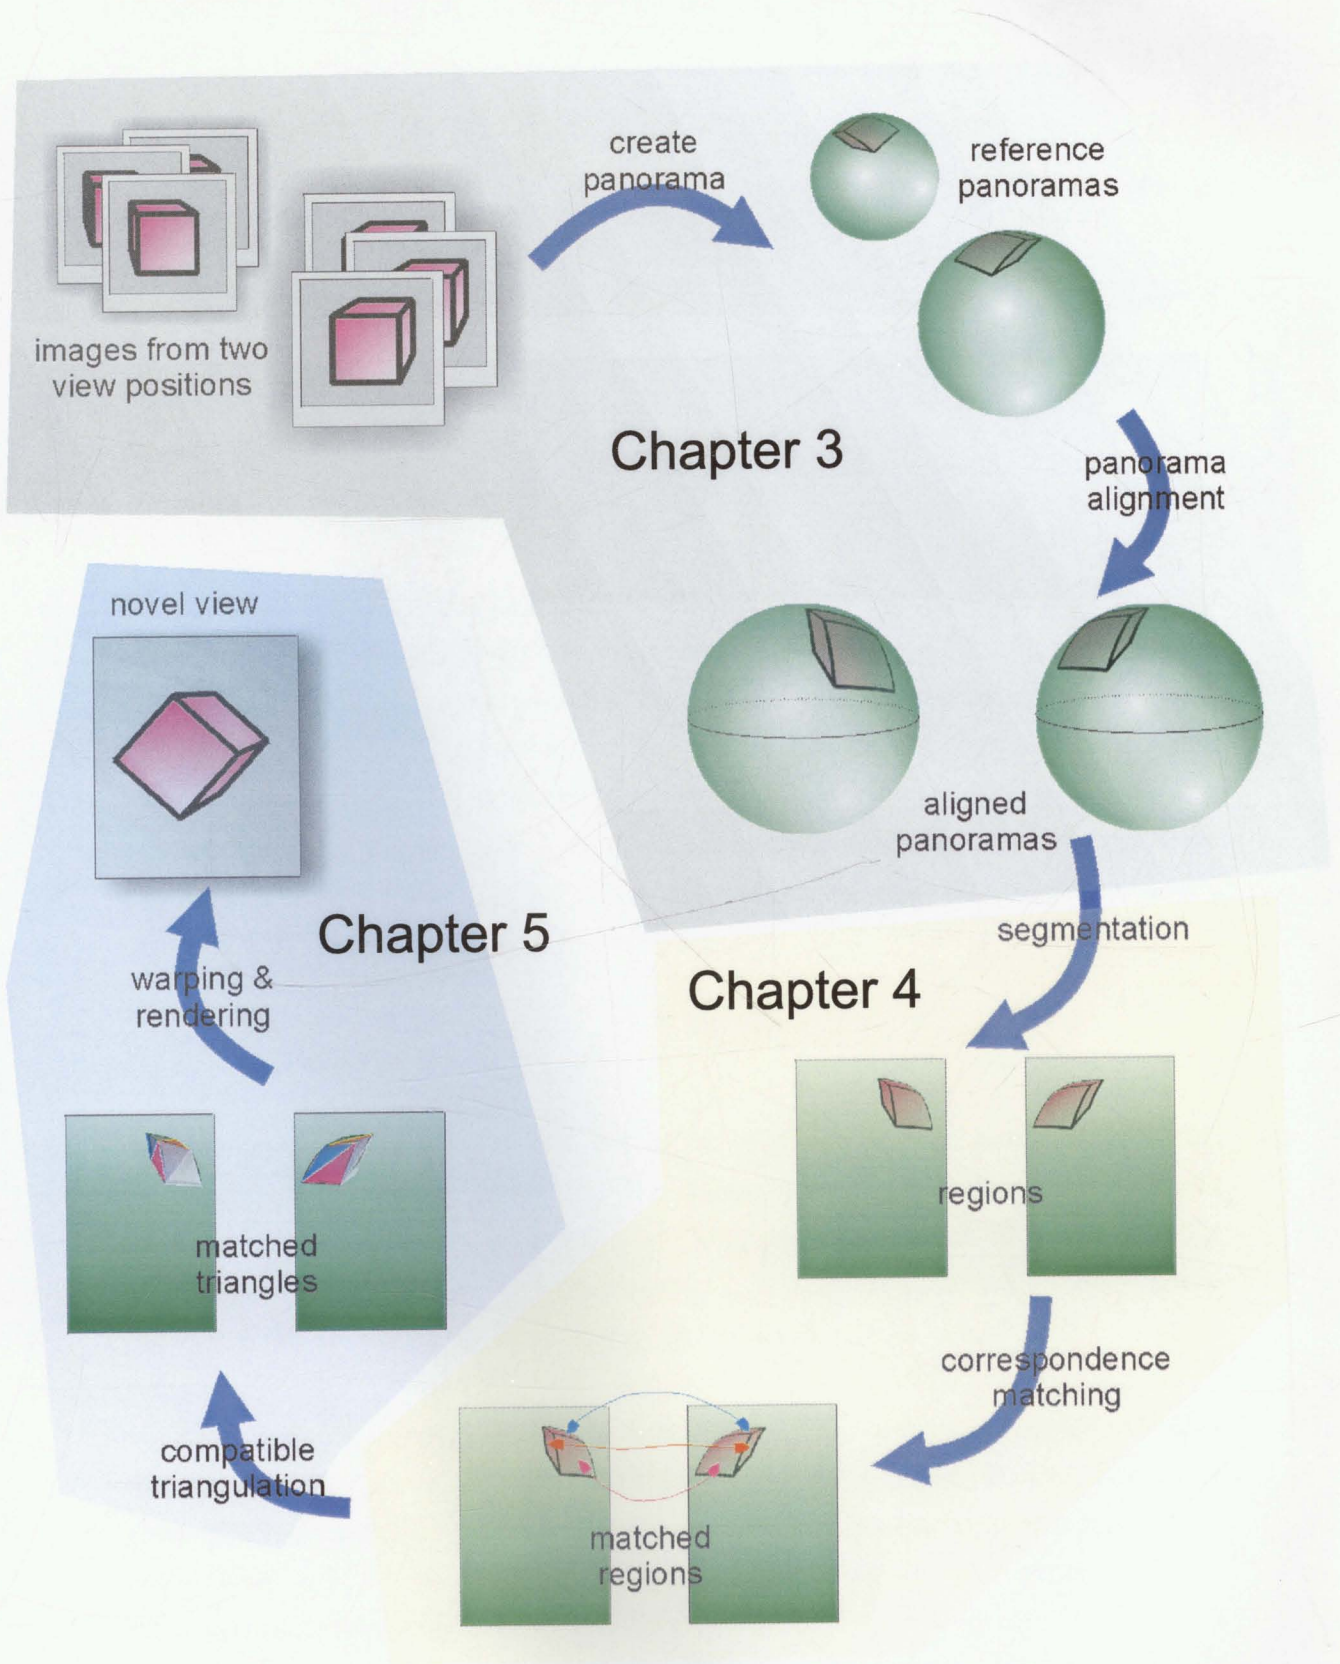 create
panorama
reference
panoramas
images from two
view positions
Chapter 3
panorama
alignment
novel view
aligned
panoramas
segmentation
Chapter 5
Chapter 4
warping &
rendering
regions
matched
triangles
correspondence
matching
compatible
triangulation
matched
regions